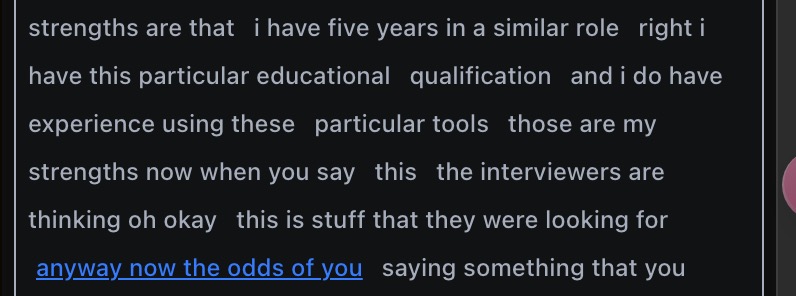 strengths are that i have five years in a similar role right i
have this particular educational qualification and i do have
experience using these particular tools those are my
strengths now when you say this the interviewers are
thinking oh okay this is stuff that they were looking for
anyway now the odds of you saying something that you